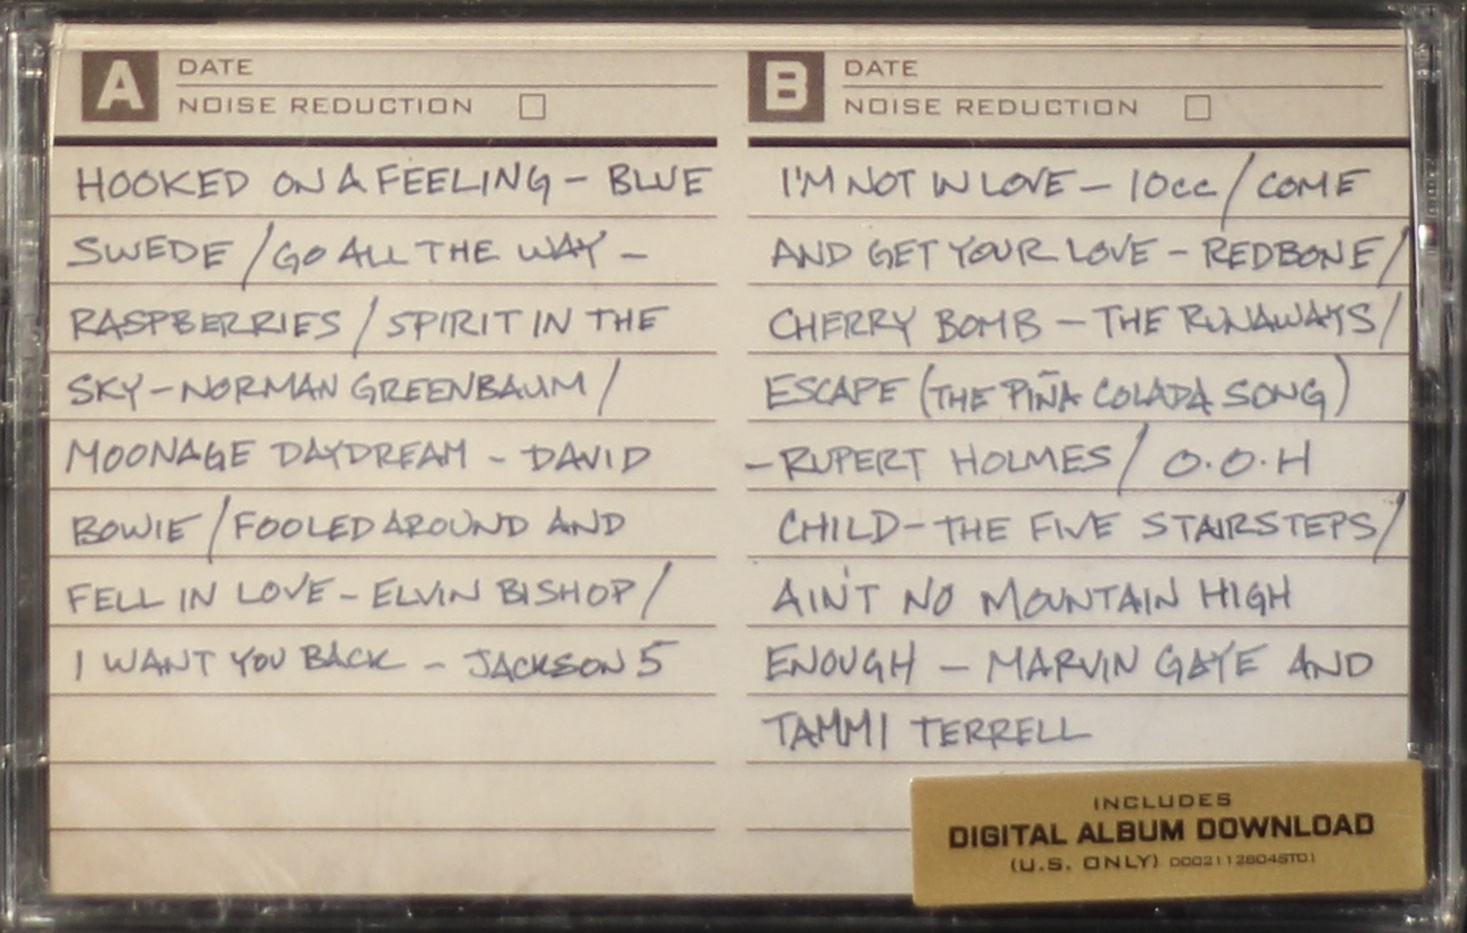 A
DATE
NOISE REDUCTION
HOOKED ON A FEELING - BLUE
SWEDE / GO ALL THE WAY -
RASPBERRIES / SPIRIT IN THE
SKY - NORMAN GREENBAUM /
MOONAGE DAYDREAM - DAVID
BOWIE / FOOLED AROUND AND
FELL IN LOVE - ELVIN BISHOP /
I WANT YOU BACK - JACKSON 5
B
DATE
NOISE REDUCTION
I'M NOT IN LOVE - 10cc / COME
AND GET YOUR LOVE - REDBONE /
CHERRY BOMB - THE RUNAWAYS /
ESCAPE (THE PIÑA COLADA SONG)
- RUPERT HOLMES / O.O.H
CHILD - THE FIVE STAIRSTEPS /
AIN'T NO MOUNTAIN HIGH
ENOUGH - MARVIN GAYE AND
TAMMI TERRELL
INCLUDES
DIGITAL ALBUM DOWNLOAD
(U.S. ONLY)